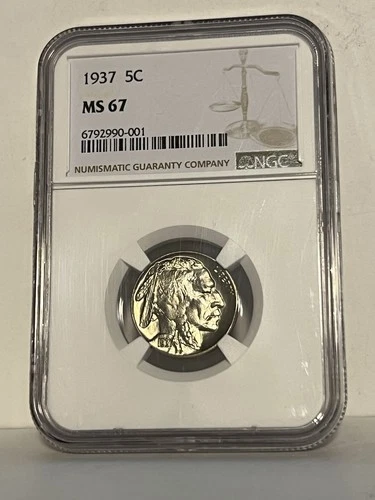 1937 5C
MS 67
6792990-001
NUMISMATIC GUARANTY COMPANY
NGC